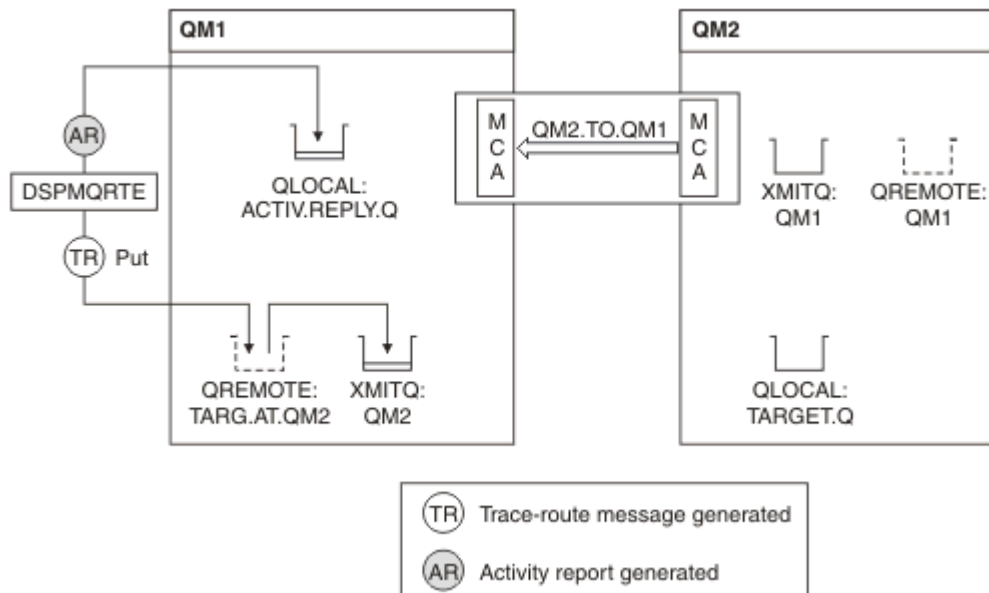 QM1
QM2
AR
DSPMQRTE
TR Put
QLOCAL:
ACTIV.REPLY.Q
QREMOTE:
TARG.AT.QM2
XMITQ:
QM2
M
C
A
QM2.TO.QM1
M
C
A
XMITQ:
QM1
QREMOTE:
QM1
QLOCAL:
TARGET.Q
TR Trace-route message generated
AR Activity report generated